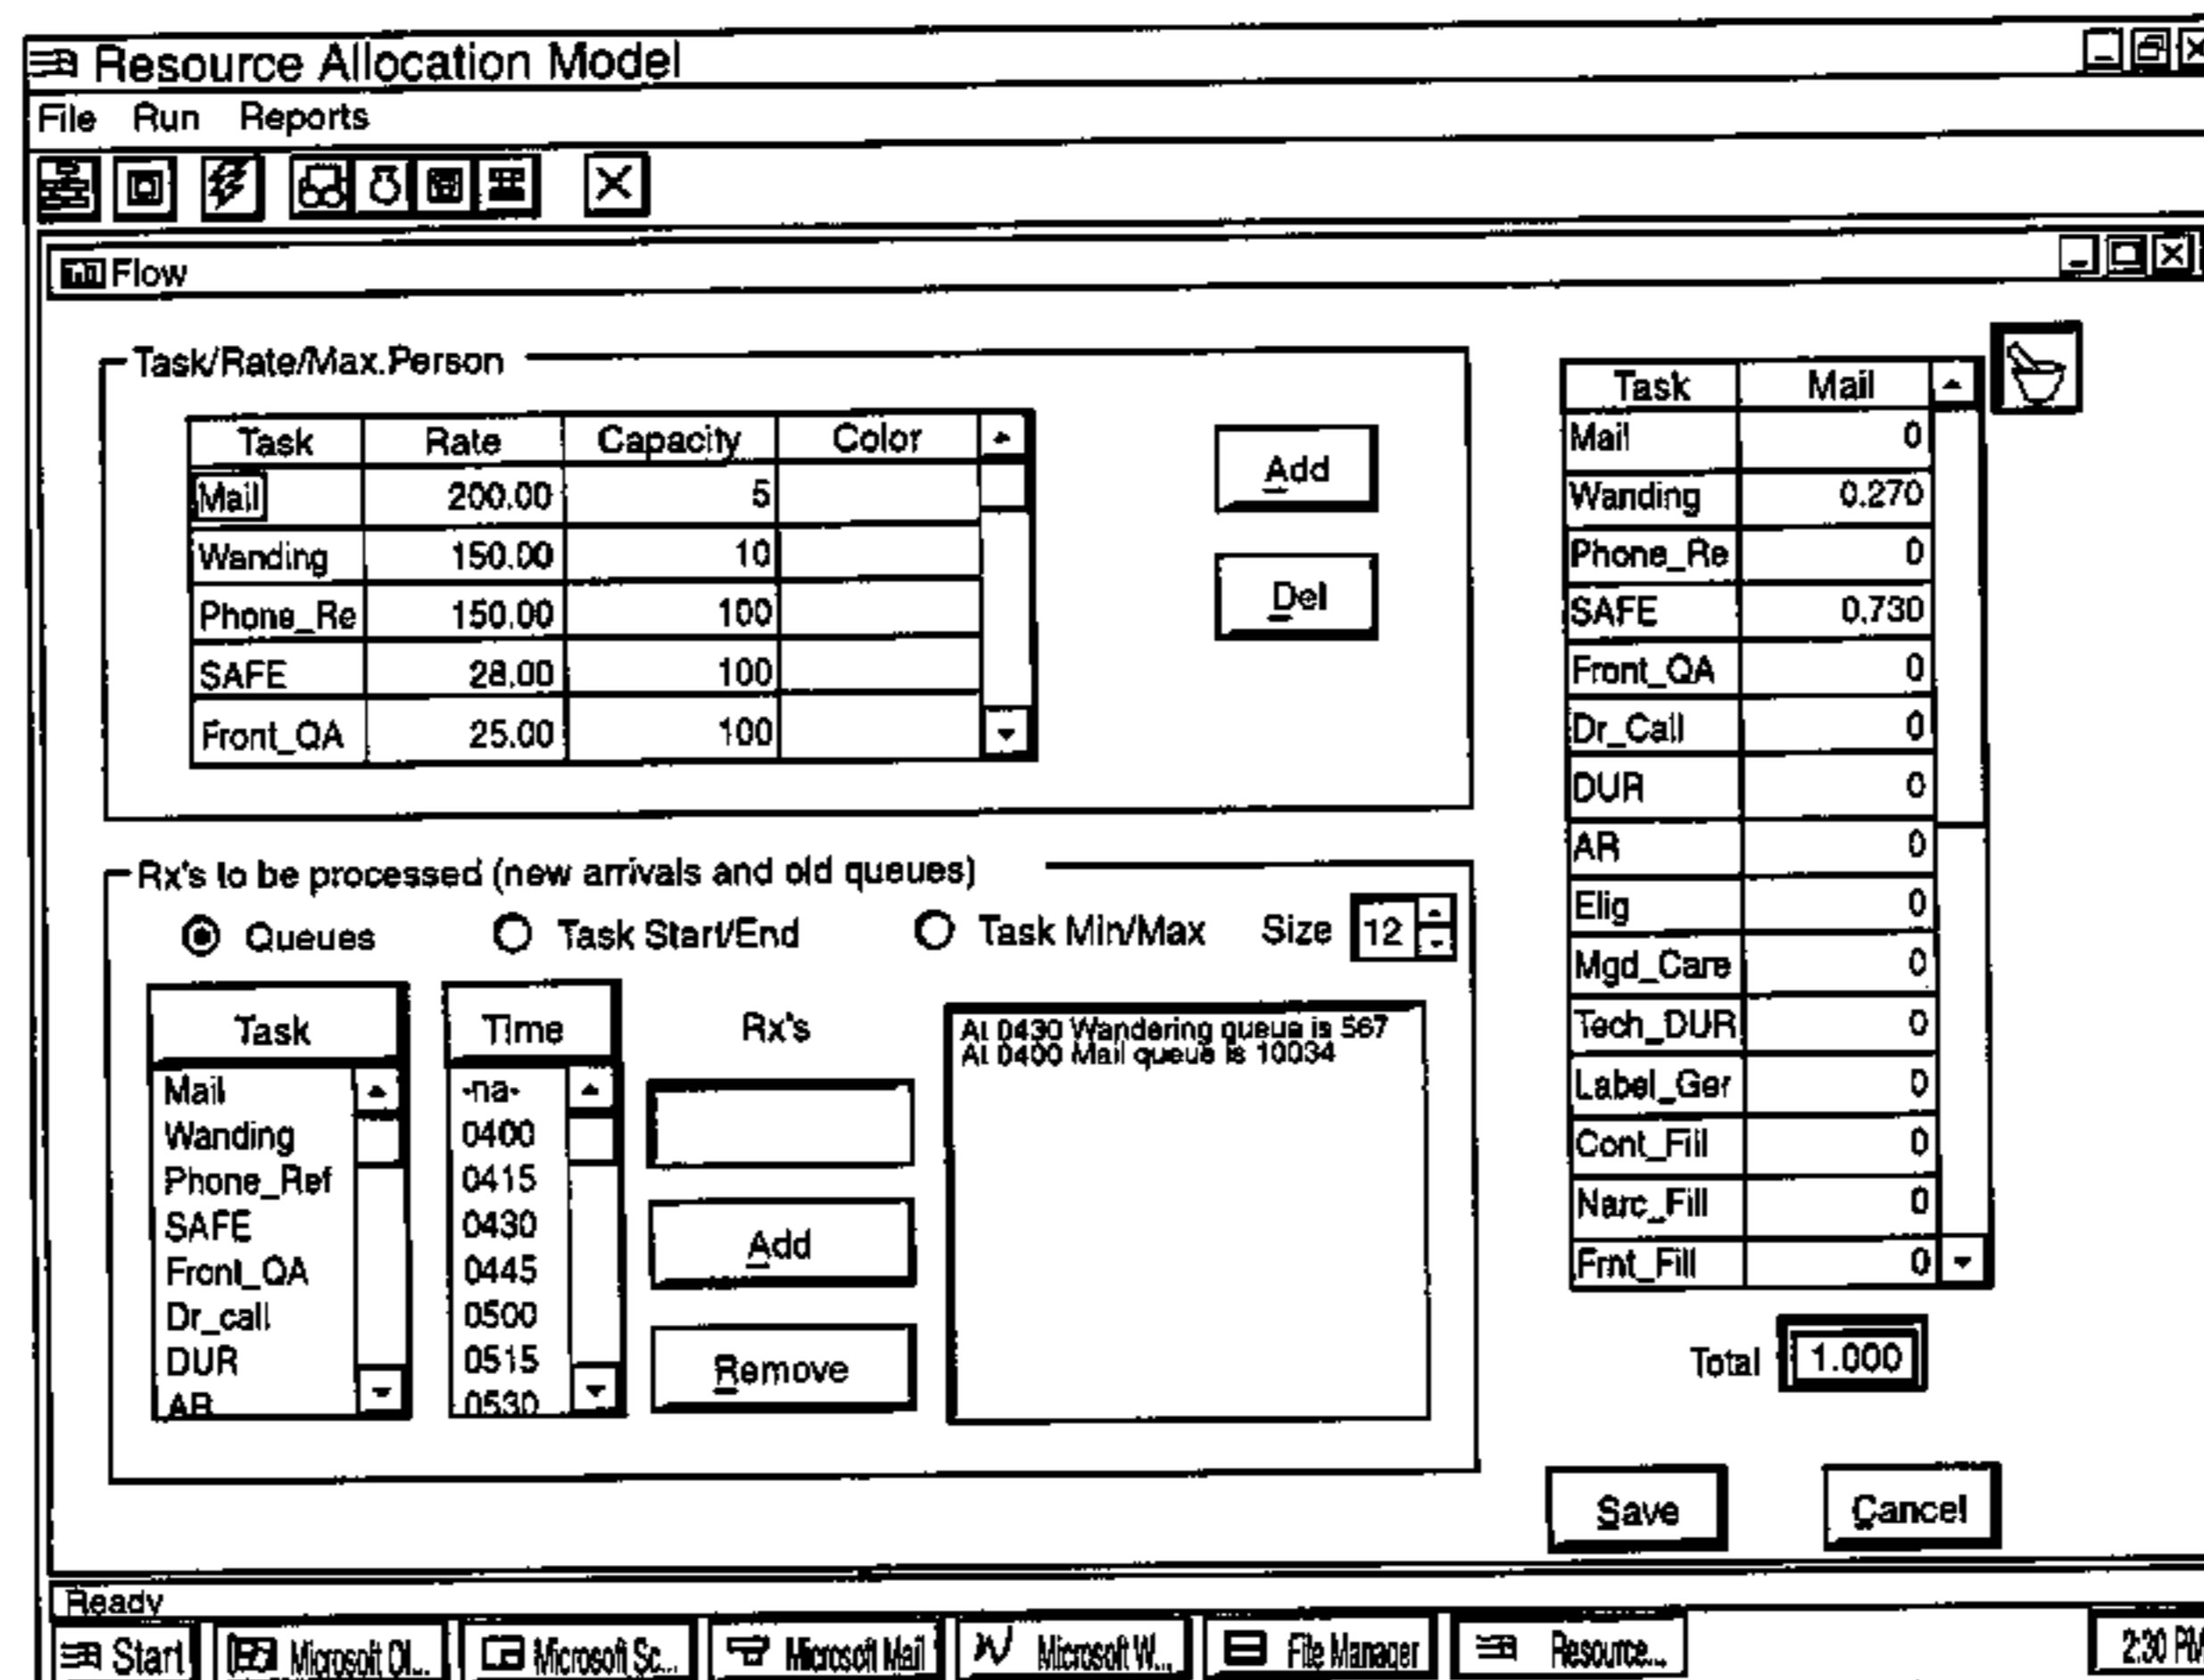 Resource Allocation Model
File Run Reports
Flow
Task/Rate/Max.Person
Task Rate Capacity Color
Mail 200.00 5
Wanding 150.00 10
Phone_Re 150.00 100
SAFE 28.00 100
Front_QA 25.00 100
Add
Del
Rx's to be processed (new arrivals and old queues)
Queues Task Start/End Task Min/Max Size 12
Task
Mail
Wanding
Phone_Ref
SAFE
Front_QA
Dr_call
DUR
AR
Time
-na-
0400
0415
0430
0445
0500
0515
0530
Rx's
Add
Remove
At 0430 Wandering queue is 567
At 0400 Mail queue is 10034
Task Mail
Mail 0
Wanding 0.270
Phone_Re 0
SAFE 0.730
Front_QA 0
Dr_Call 0
DUR 0
AR 0
Elig 0
Mgd_Care 0
Tech_DUR 0
Label_Ger 0
Cont_Fill 0
Narc_Fill 0
Frnt_Fill 0
Total 1.000
Save Cancel
Ready
Start Microsoft Ol... Microsoft Sc... Microsoft Mail Microsoft W... File Manager Resource... 2:30 PM